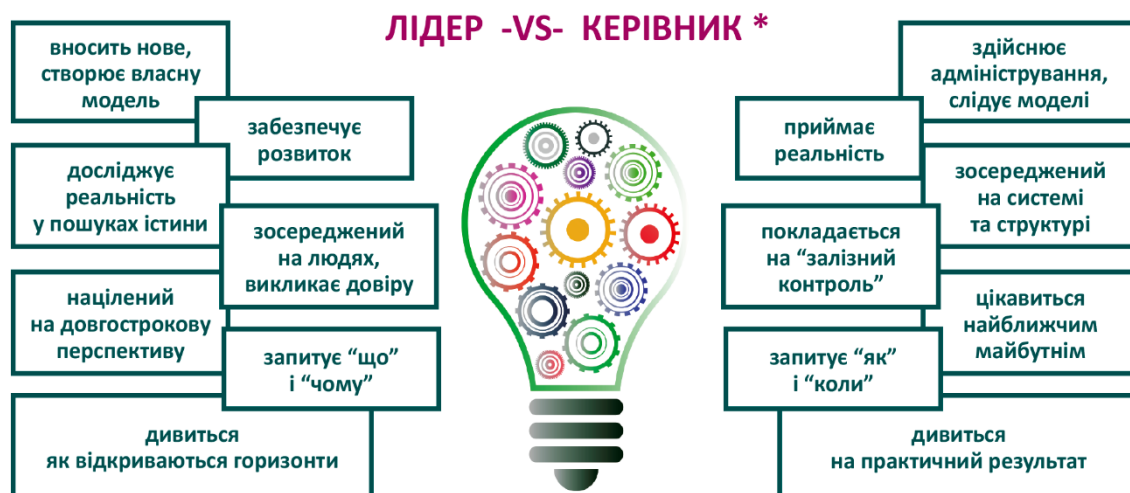 ЛІДЕР -VS- КЕРІВНИК *
вносить нове,
створює власну
модель
забезпечує
розвиток
досліджує
реальність
у пошуках істини
зосереджений
на людях,
викликає довіру
націлений
на довгострокову
перспективу
запитує “що”
і “чому”
дивиться
як відкриваються горизонти
здійснює
адміністрування,
слідує моделі
приймає
реальність
зосереджений
на системі
та структурі
покладається
на “залізний
контроль”
цікавиться
найближчим
майбутнім
запитує “як”
і “коли”
дивиться
на практичний результат